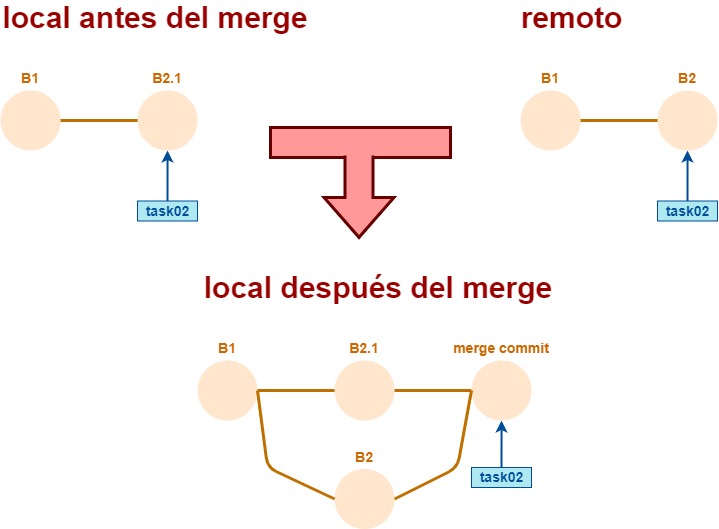 local antes del merge
remoto
B1
B2.1
B1
B2
task02
task02
local después del merge
B1
B2.1
merge commit
B2
task02